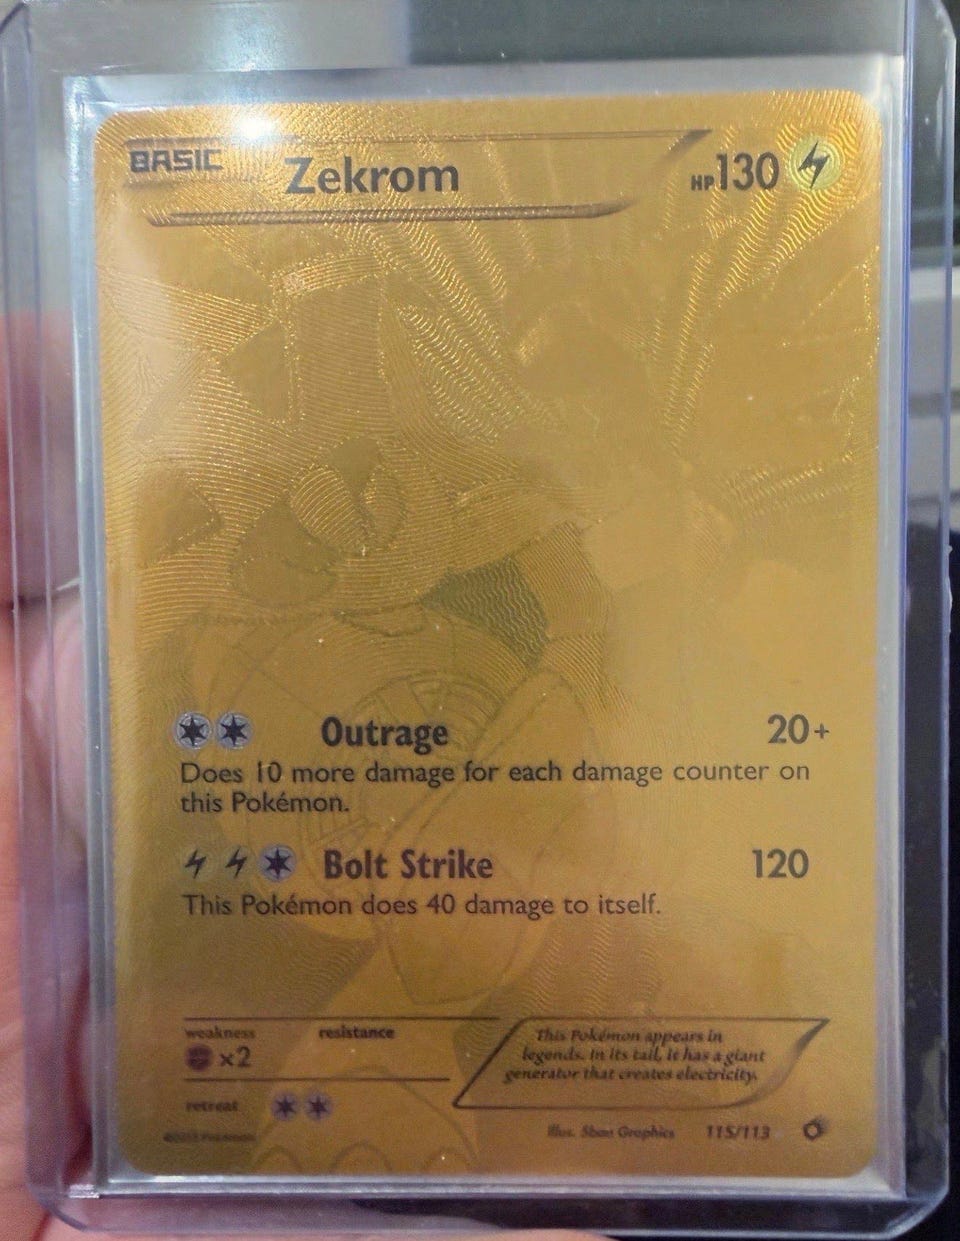 BASIC Zekrom HP130
Outrage 20+
Does 10 more damage for each damage counter on
this Pokémon.
Bolt Strike 120
This Pokémon does 40 damage to itself.
weakness resistance
×2
This Pokémon appears in
legends. In its tail, it has a giant
generator that creates electricity.
retreat
©2013 Pokémon Illus. 5ban Graphics 115/113